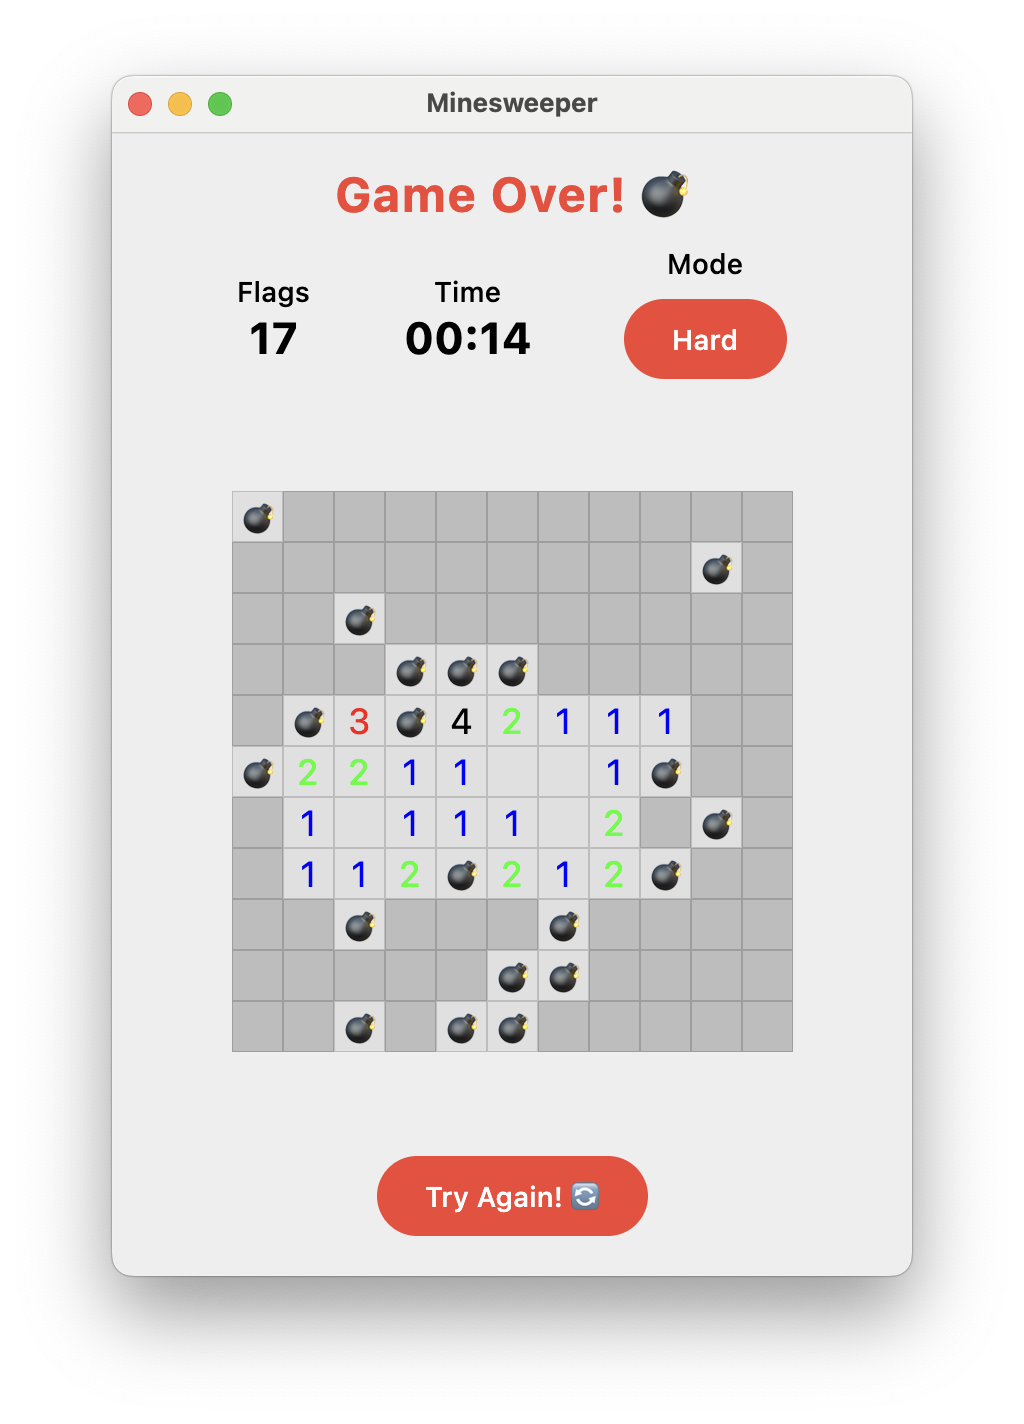 Minesweeper
Game Over!
Mode
Flags
Time
17
00:14
Hard
3 4 2 1 1 1
2 2 1 1 1
1 1 1 1 2
1 1 2 2 1 2
Try Again!